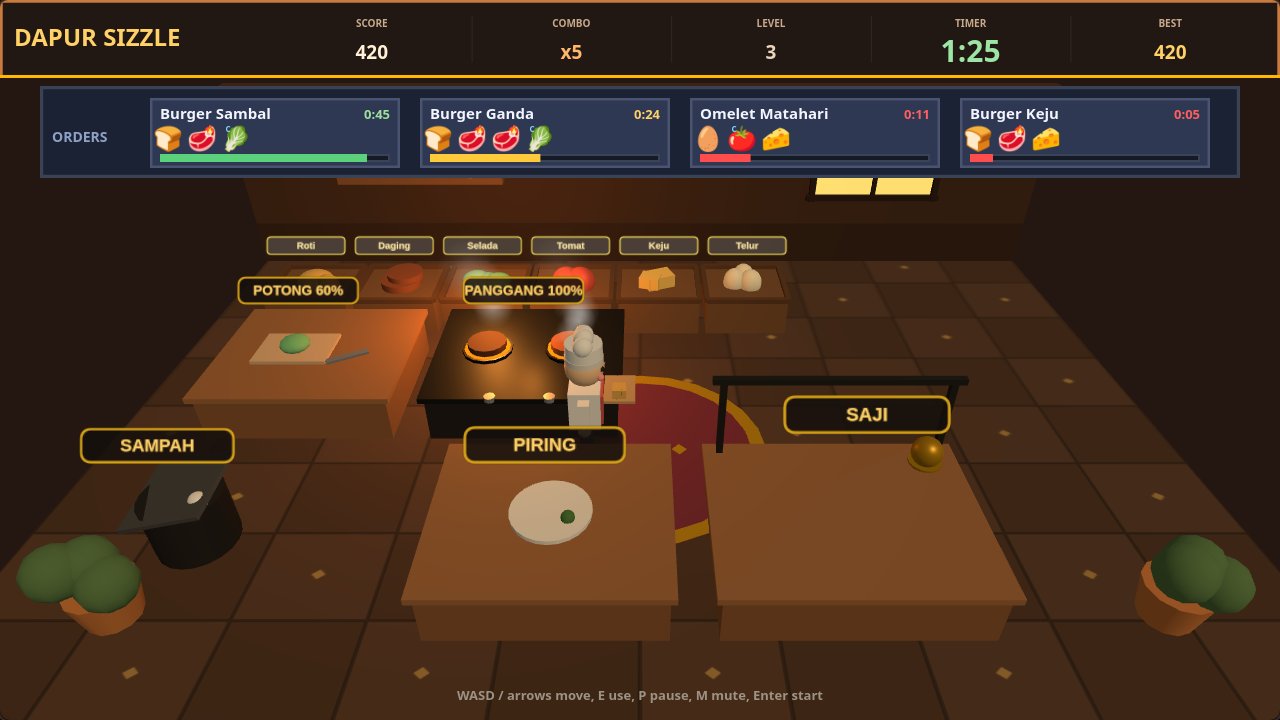 DAPUR SIZZLE
SCORE
420
COMBO
x5
LEVEL
3
TIMER
1:25
BEST
420
ORDERS
Burger Sambal 0:45
Burger Ganda 0:24
Omelet Matahari 0:11
Burger Keju 0:05
Roti
Daging
Selada
Tomat
Keju
Telur
POTONG 60%
PANGGANG 100%
SAJI
SAMPAH
PIRING
WASD / arrows move, E use, P pause, M mute, Enter start